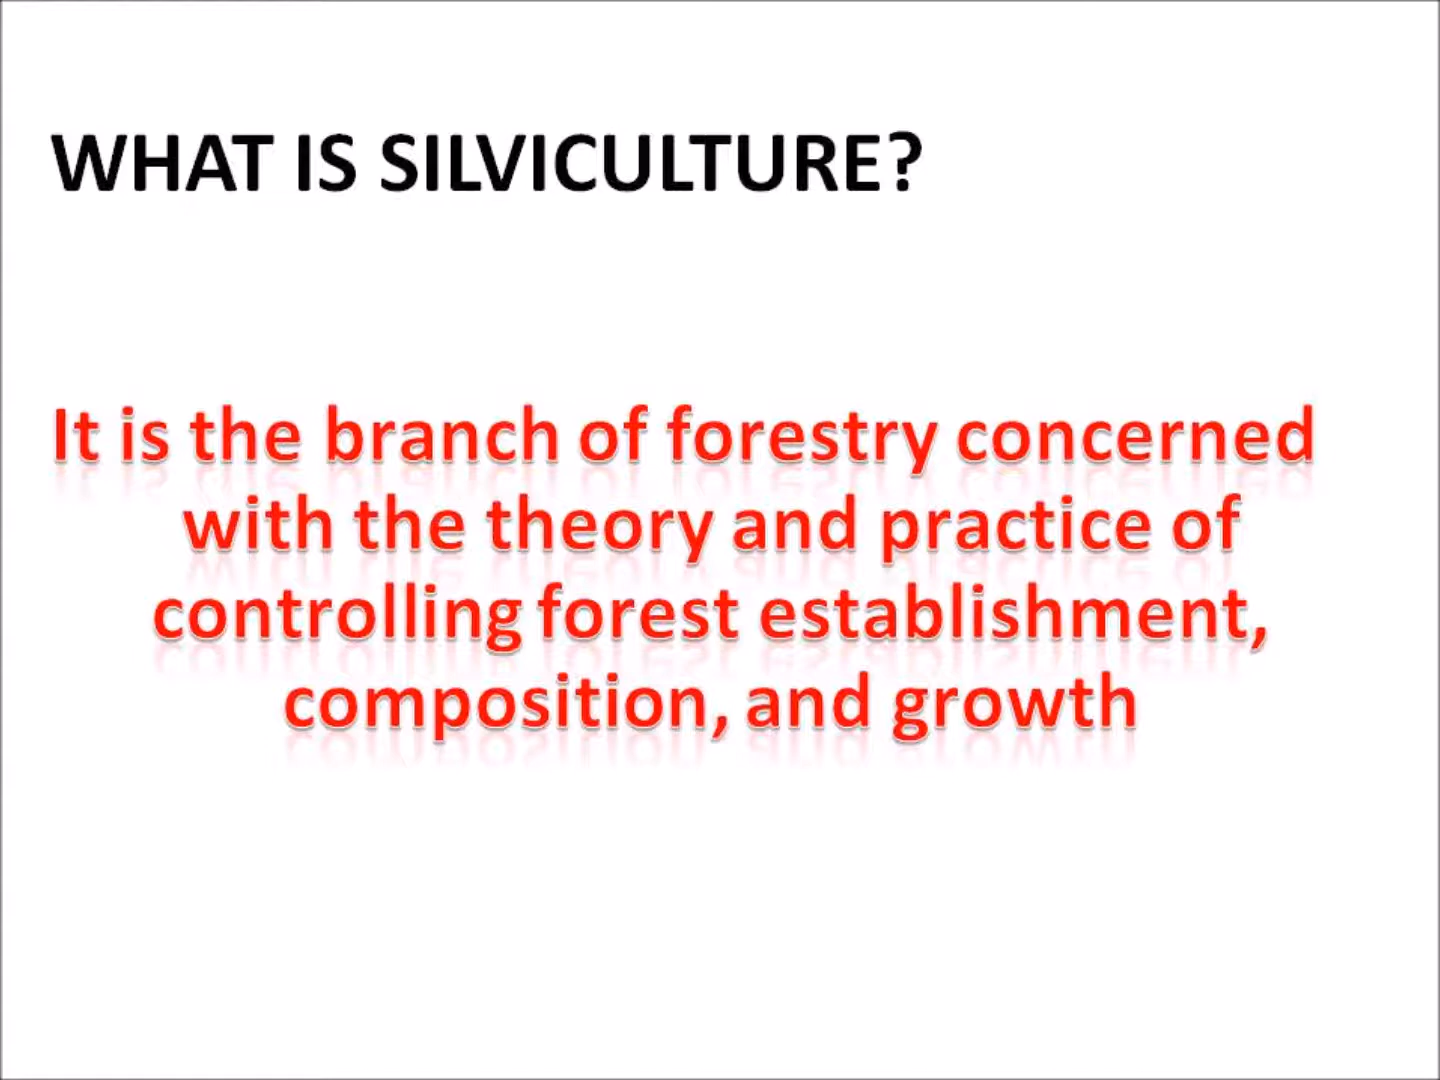 WHAT IS SILVICULTURE?
It is the branch of forestry concerned
with the theory and practice of
controlling forest establishment,
composition, and growth